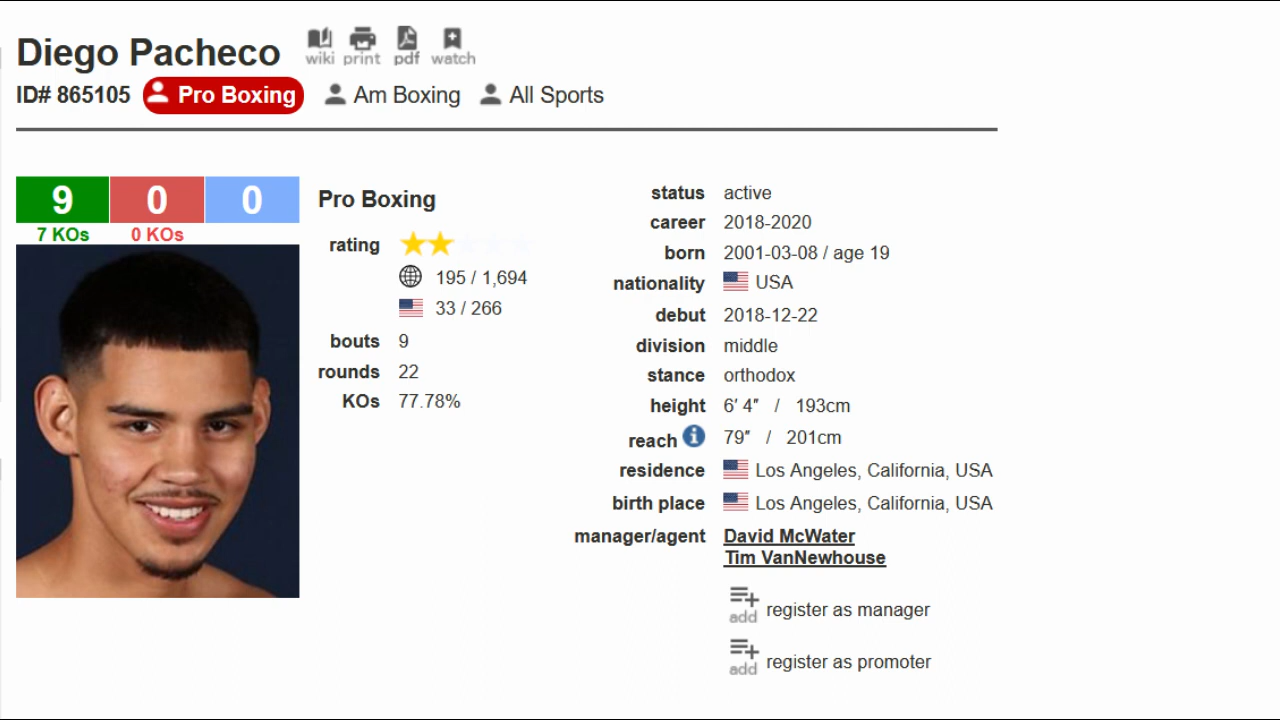 Diego Pacheco
wiki print pdf watch
ID# 865105 Pro Boxing Am Boxing All Sports
9 0 0
7 KOs 0 KOs
Pro Boxing
rating
195 / 1,694
33 / 266
bouts 9
rounds 22
KOs 77.78%
status active
career 2018-2020
born 2001-03-08 / age 19
nationality USA
debut 2018-12-22
division middle
stance orthodox
height 6′ 4″ / 193cm
reach i 79″ / 201cm
residence Los Angeles, California, USA
birth place Los Angeles, California, USA
manager/agent David McWater
Tim VanNewhouse
add register as manager
add register as promoter